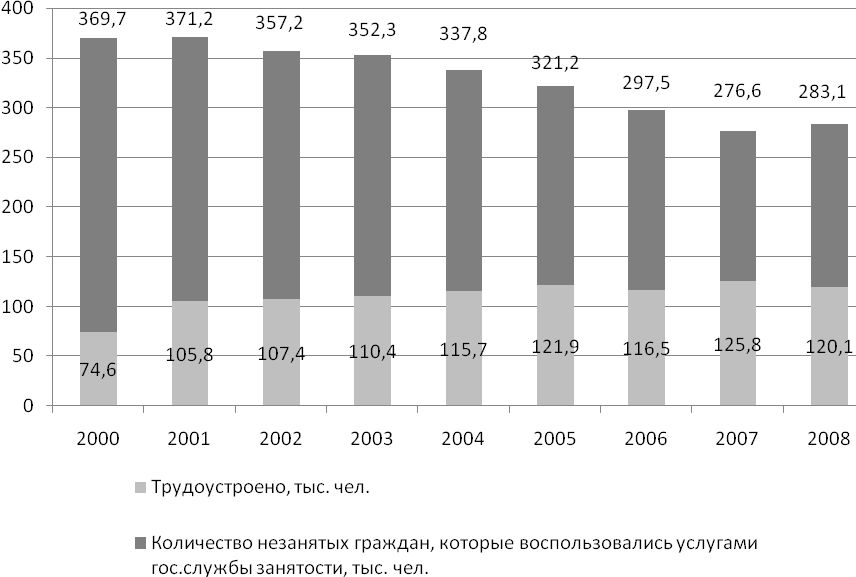 400
369,7 371,2 357,2 352,3 337,8 321,2 297,5 276,6 283,1
350
300
250
200
150
100
50
74,6 105,8 107,4 110,4 115,7 121,9 116,5 125,8 120,1
0
2000 2001 2002 2003 2004 2005 2006 2007 2008
Трудоустроено, тыс. чел.
Количество незанятых граждан, которые воспользовались услугами
гос.службы занятости, тыс. чел.